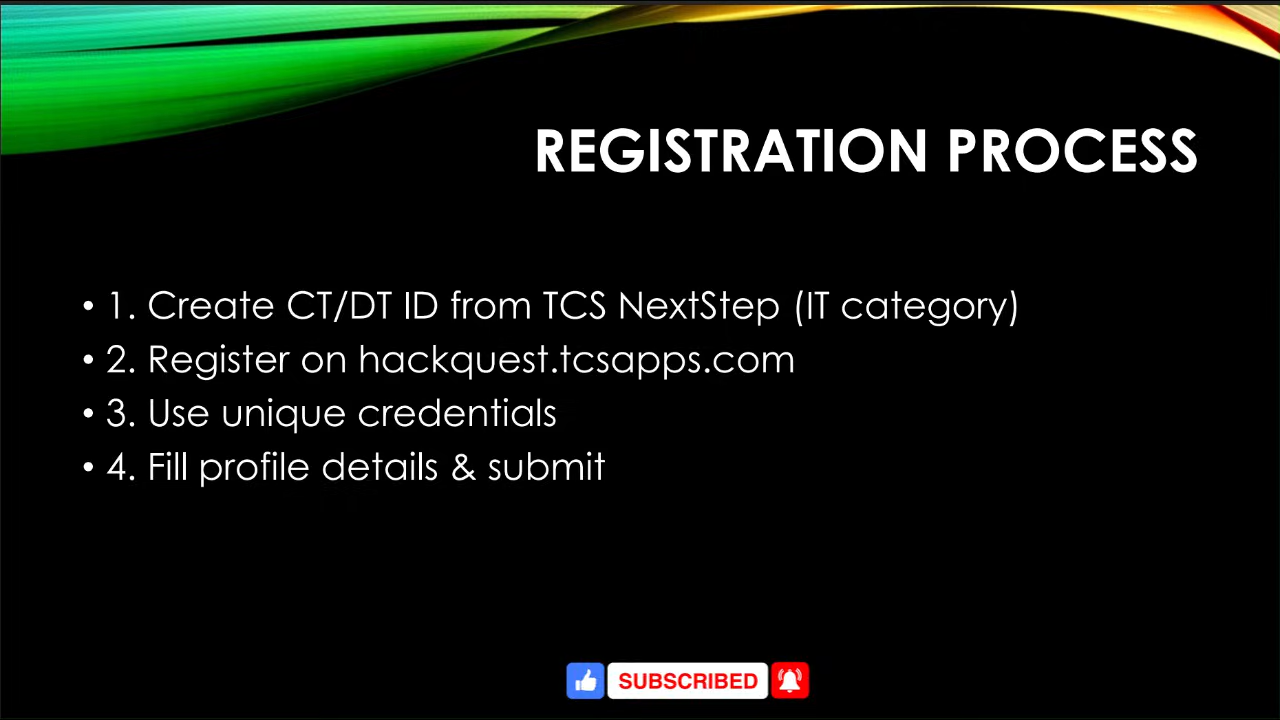 REGISTRATION PROCESS
• 1. Create CT/DT ID from TCS NextStep (IT category)
• 2. Register on hackquest.tcsapps.com
• 3. Use unique credentials
• 4. Fill profile details & submit
SUBSCRIBED